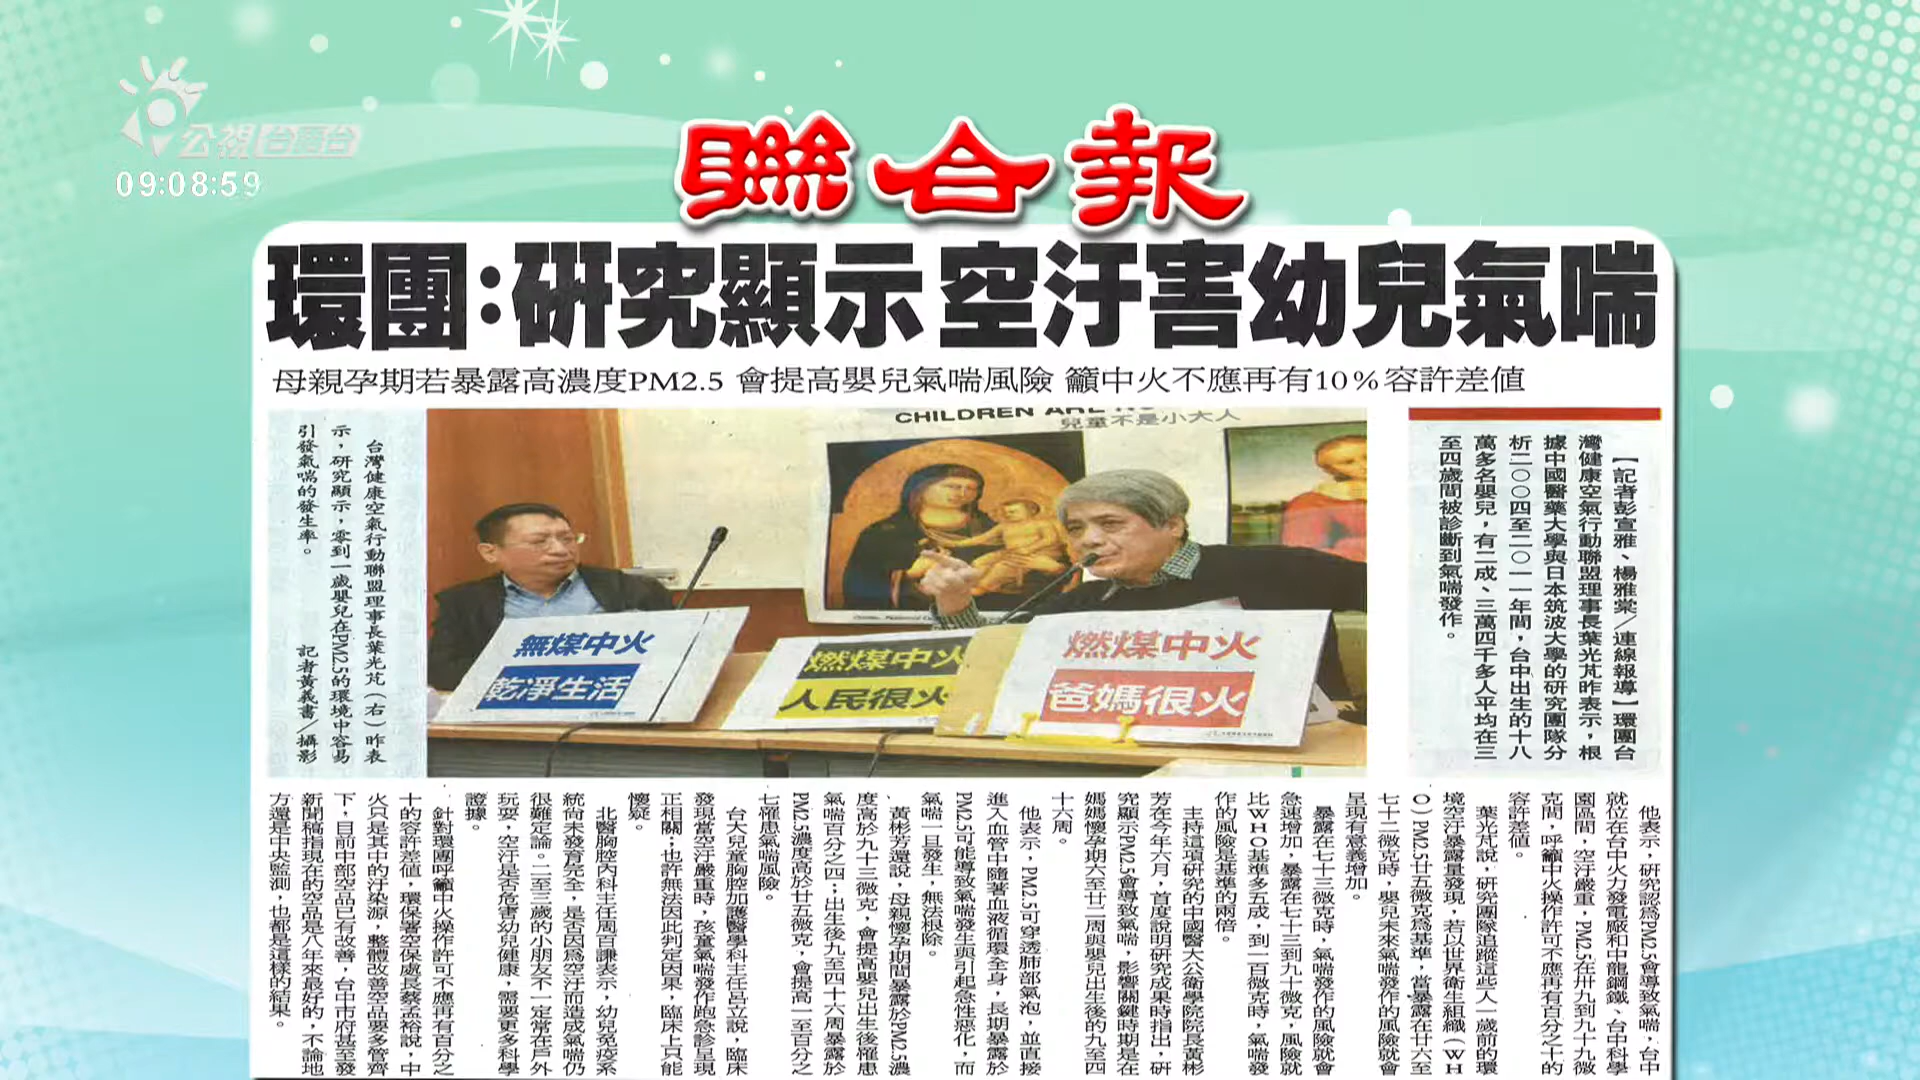 公視台語台
09:08:59
聯合報
環團:研究顯示 空汙害幼兒氣喘
母親孕期若暴露高濃度PM2.5 會提高嬰兒氣喘風險 籲中火不應再有10%容許差值
CHILDREN ARE
兒童不是小大人
無煤中火
乾淨生活
燃煤中火
人民很火
燃煤中火
爸媽很火
【記者彭宣雅、楊雅棠/連線報導】環團台
灣健康空氣行動聯盟理事長葉光芃昨表示,根
據中國醫藥大學與日本筑波大學的研究團隊分
析二〇〇四至二〇一一年間,台中出生的十八
萬多名嬰兒,有二成、三萬四千多人平均在三
至四歲間被診斷到氣喘發作。
台灣健康空氣行動聯盟理事長葉光芃(右)昨表
示,研究顯示,零到一歲嬰兒在PM2.5的環境中容易
引發氣喘的發生率。 記者黃義書/攝影
他表示,研究認為PM2.5會導致氣喘,台中
就位在台中火力發電廠和中龍鋼鐵、台中科學
園區間,空汙嚴重,PM2.5在卅九到九十九微
克間,呼籲中火操作許可不應再有百分之十的
容許差值。
葉光芃說,研究團隊追蹤這些人一歲前的環
境空汙暴露量發現,若以世界衛生組織(WH
O)PM2.5廿五微克為基準,當暴露在廿六至
七十二微克時,嬰兒未來氣喘發作的風險就會
呈現有意義增加。
暴露在七十三微克時,氣喘發作的風險就會
急速增加,暴露在七十三到九十微克,風險就
比WHO基準多五成,到一百微克時,氣喘發
作的風險是基準的兩倍。
主持這項研究的中國醫大公衛學院院長黃彬
芳在今年六月,首度說明研究成果時指出,研
究顯示PM2.5會導致氣喘,影響關鍵時期是在
媽媽懷孕期六至廿二周與嬰兒出生後的九至四
十六周。
他表示,PM2.5可穿透肺部氣泡,並直接
進入血管中隨著血液循環全身,長期暴露於
PM2.5可能導致氣喘發生與引起急性惡化,而
氣喘一旦發生,無法根除。
黃彬芳還說,母親懷孕期間暴露於PM2.5濃
度高於九十三微克,會提高嬰兒出生後罹患
氣喘百分之四;出生後九至四十六周暴露於
PM2.5濃度高於廿五微克,會提高一至百分之
七罹患氣喘風險。
台大兒童胸腔加護醫學科主任呂立說,臨床
發現當空汙嚴重時,孩童氣喘發作跑急診呈現
正相關;也許無法因此判定因果,臨床上只能
懷疑。
北醫胸腔內科主任周百謙表示,幼兒免疫系
統尚未發育完全,是否因為空汙而造成氣喘仍
很難定論。二至三歲的小朋友不一定常在戶外
玩耍,空汙是否危害幼兒健康,需要更多科學
證據。
針對環團呼籲中火操作許可不應再有百分之
十的容許差值,環保署空保處長蔡孟裕說,中
火只是其中的汙染源,整體改善空品要多管齊
下,目前中部空品已有改善,台中市府甚至發
新聞稿指現在的空品是八年來最好的,不論地
方還是中央監測,也都是這樣的結果。